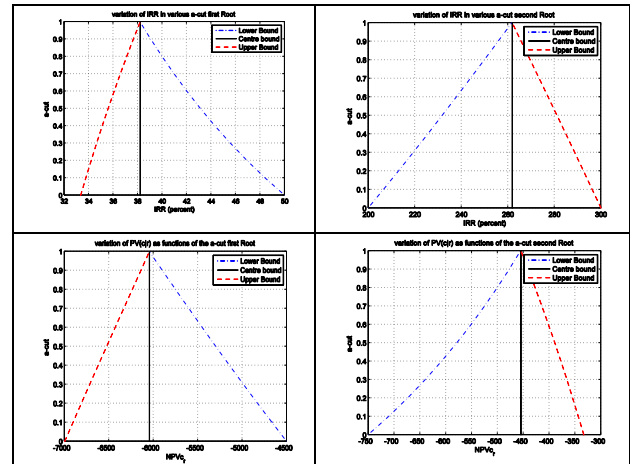 variation of IRR in various a-cut first Root
Lower Bound
Centre bound
Upper Bound
a-cut
1
0.9
0.8
0.7
0.6
0.5
0.4
0.3
0.2
0.1
0
32 34 36 38 40 42 44 46 48 50
IRR (percent)
variation of IRR in various a-cut second Root
Lower Bound
Centre bound
Upper Bound
a-cut
1
0.9
0.8
0.7
0.6
0.5
0.4
0.3
0.2
0.1
0
200 220 240 260 280 300
IRR (percent)
variation of PV(c|r) as functions of the a-cut first Root
Lower Bound
Centre bound
Upper Bound
a-cut
1
0.9
0.8
0.7
0.6
0.5
0.4
0.3
0.2
0.1
0
-7000 -6500 -6000 -5500 -5000 -4500
NPVcr
variation of PV(c|r) as functions of the a-cut second Root
Lower Bound
Centre bound
Upper Bound
a-cut
1
0.9
0.8
0.7
0.6
0.5
0.4
0.3
0.2
0.1
0
-750 -700 -650 -600 -550 -500 -450 -400 -350 -300
NPVcr